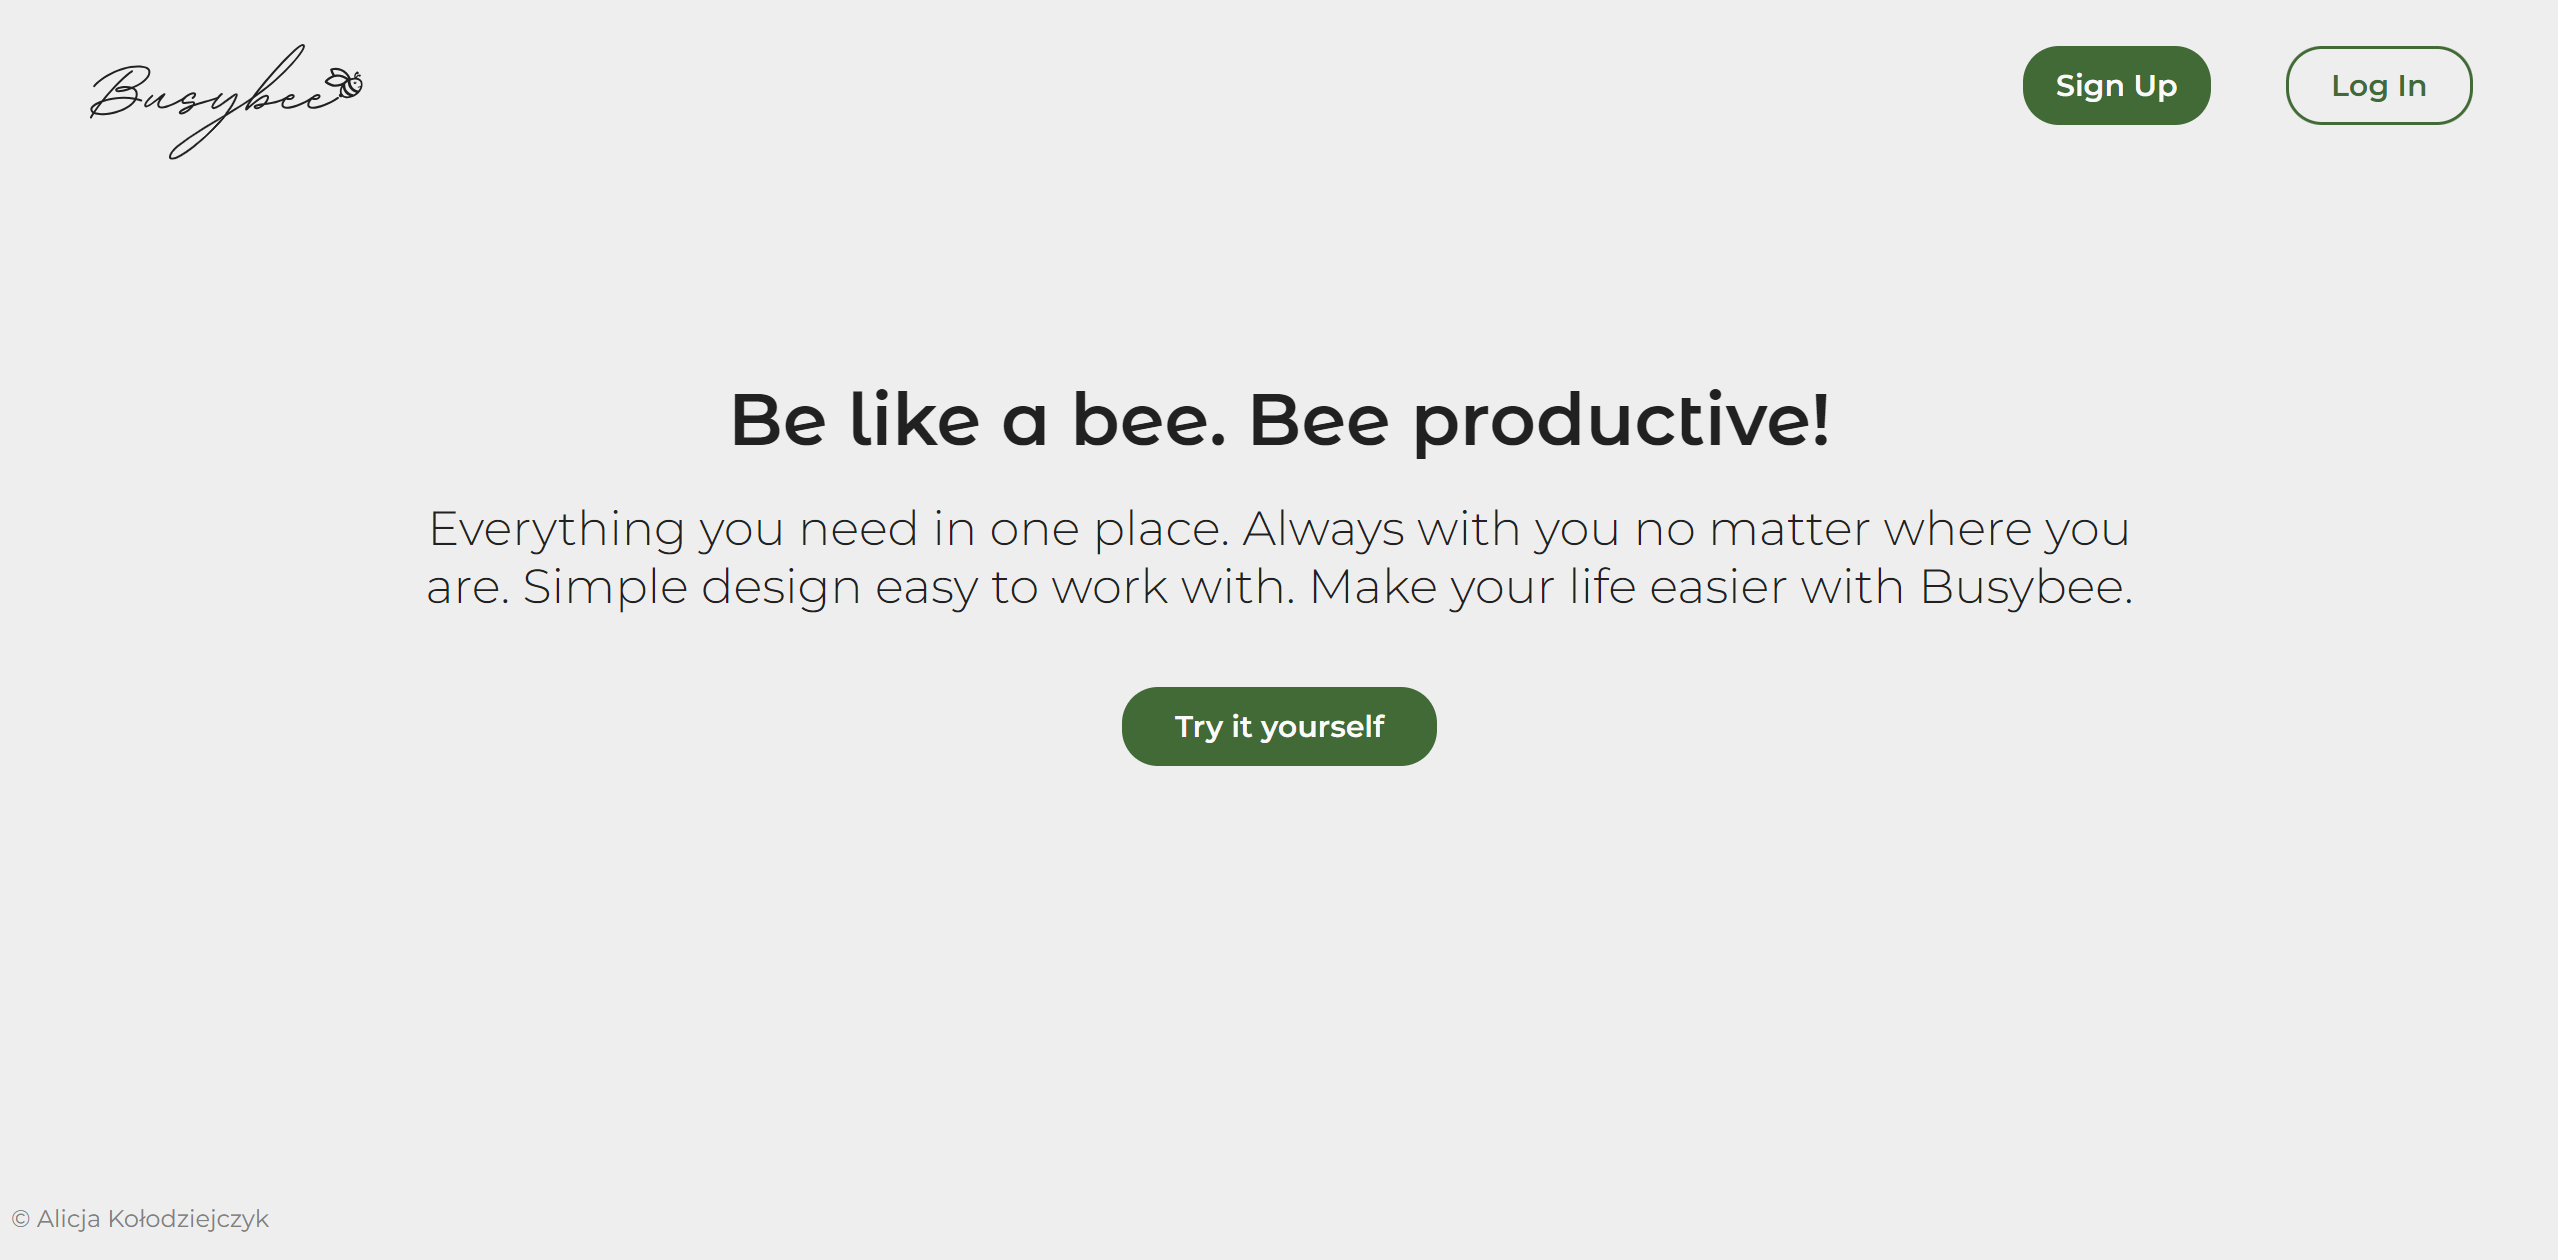 Busybee
Sign Up
Log In
Be like a bee. Bee productive!
Everything you need in one place. Always with you no matter where you
are. Simple design easy to work with. Make your life easier with Busybee.
Try it yourself
© Alicja Kołodziejczyk